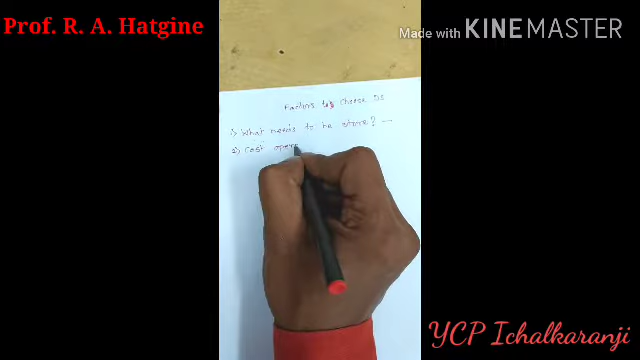 Prof. R. A. Hatgine
Made with KINEMASTER
Factors to choose DS
1) What needs to be store? —
2) Cost opera
YCP Ichalkaranji